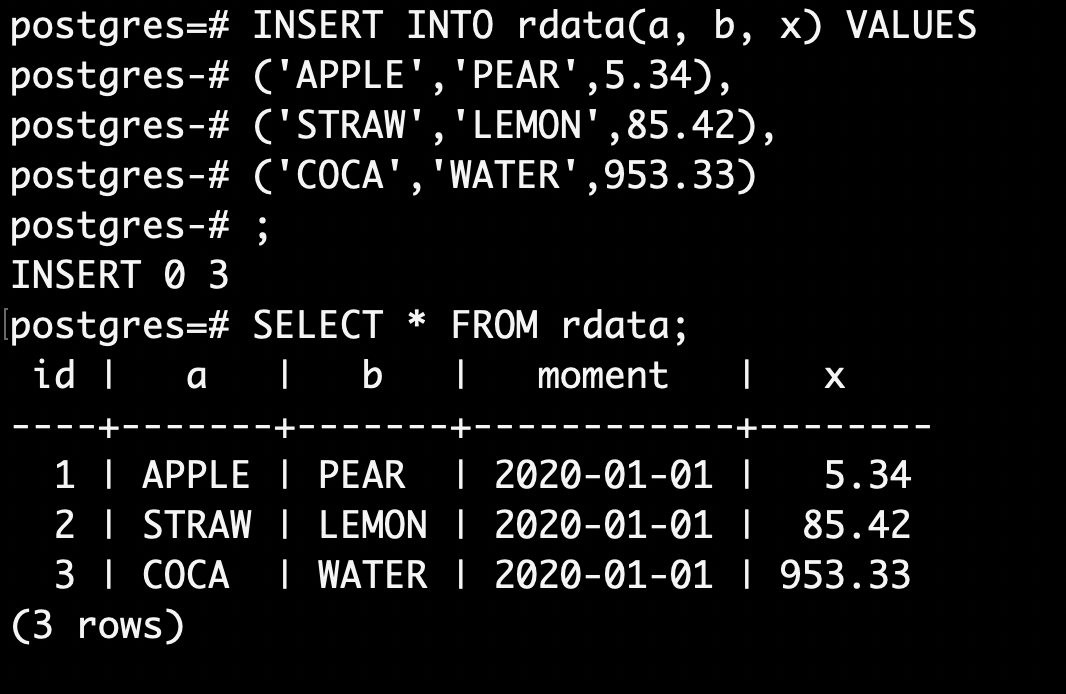 postgres=# INSERT INTO rdata(a, b, x) VALUES
postgres-# ('APPLE','PEAR',5.34),
postgres-# ('STRAW','LEMON',85.42),
postgres-# ('COCA','WATER',953.33)
postgres-# ;
INSERT 0 3
[postgres=# SELECT * FROM rdata;
 id |   a   |   b   |   moment   |   x
----+-------+-------+------------+--------
  1 | APPLE | PEAR  | 2020-01-01 |   5.34
  2 | STRAW | LEMON | 2020-01-01 |  85.42
  3 | COCA  | WATER | 2020-01-01 | 953.33
(3 rows)